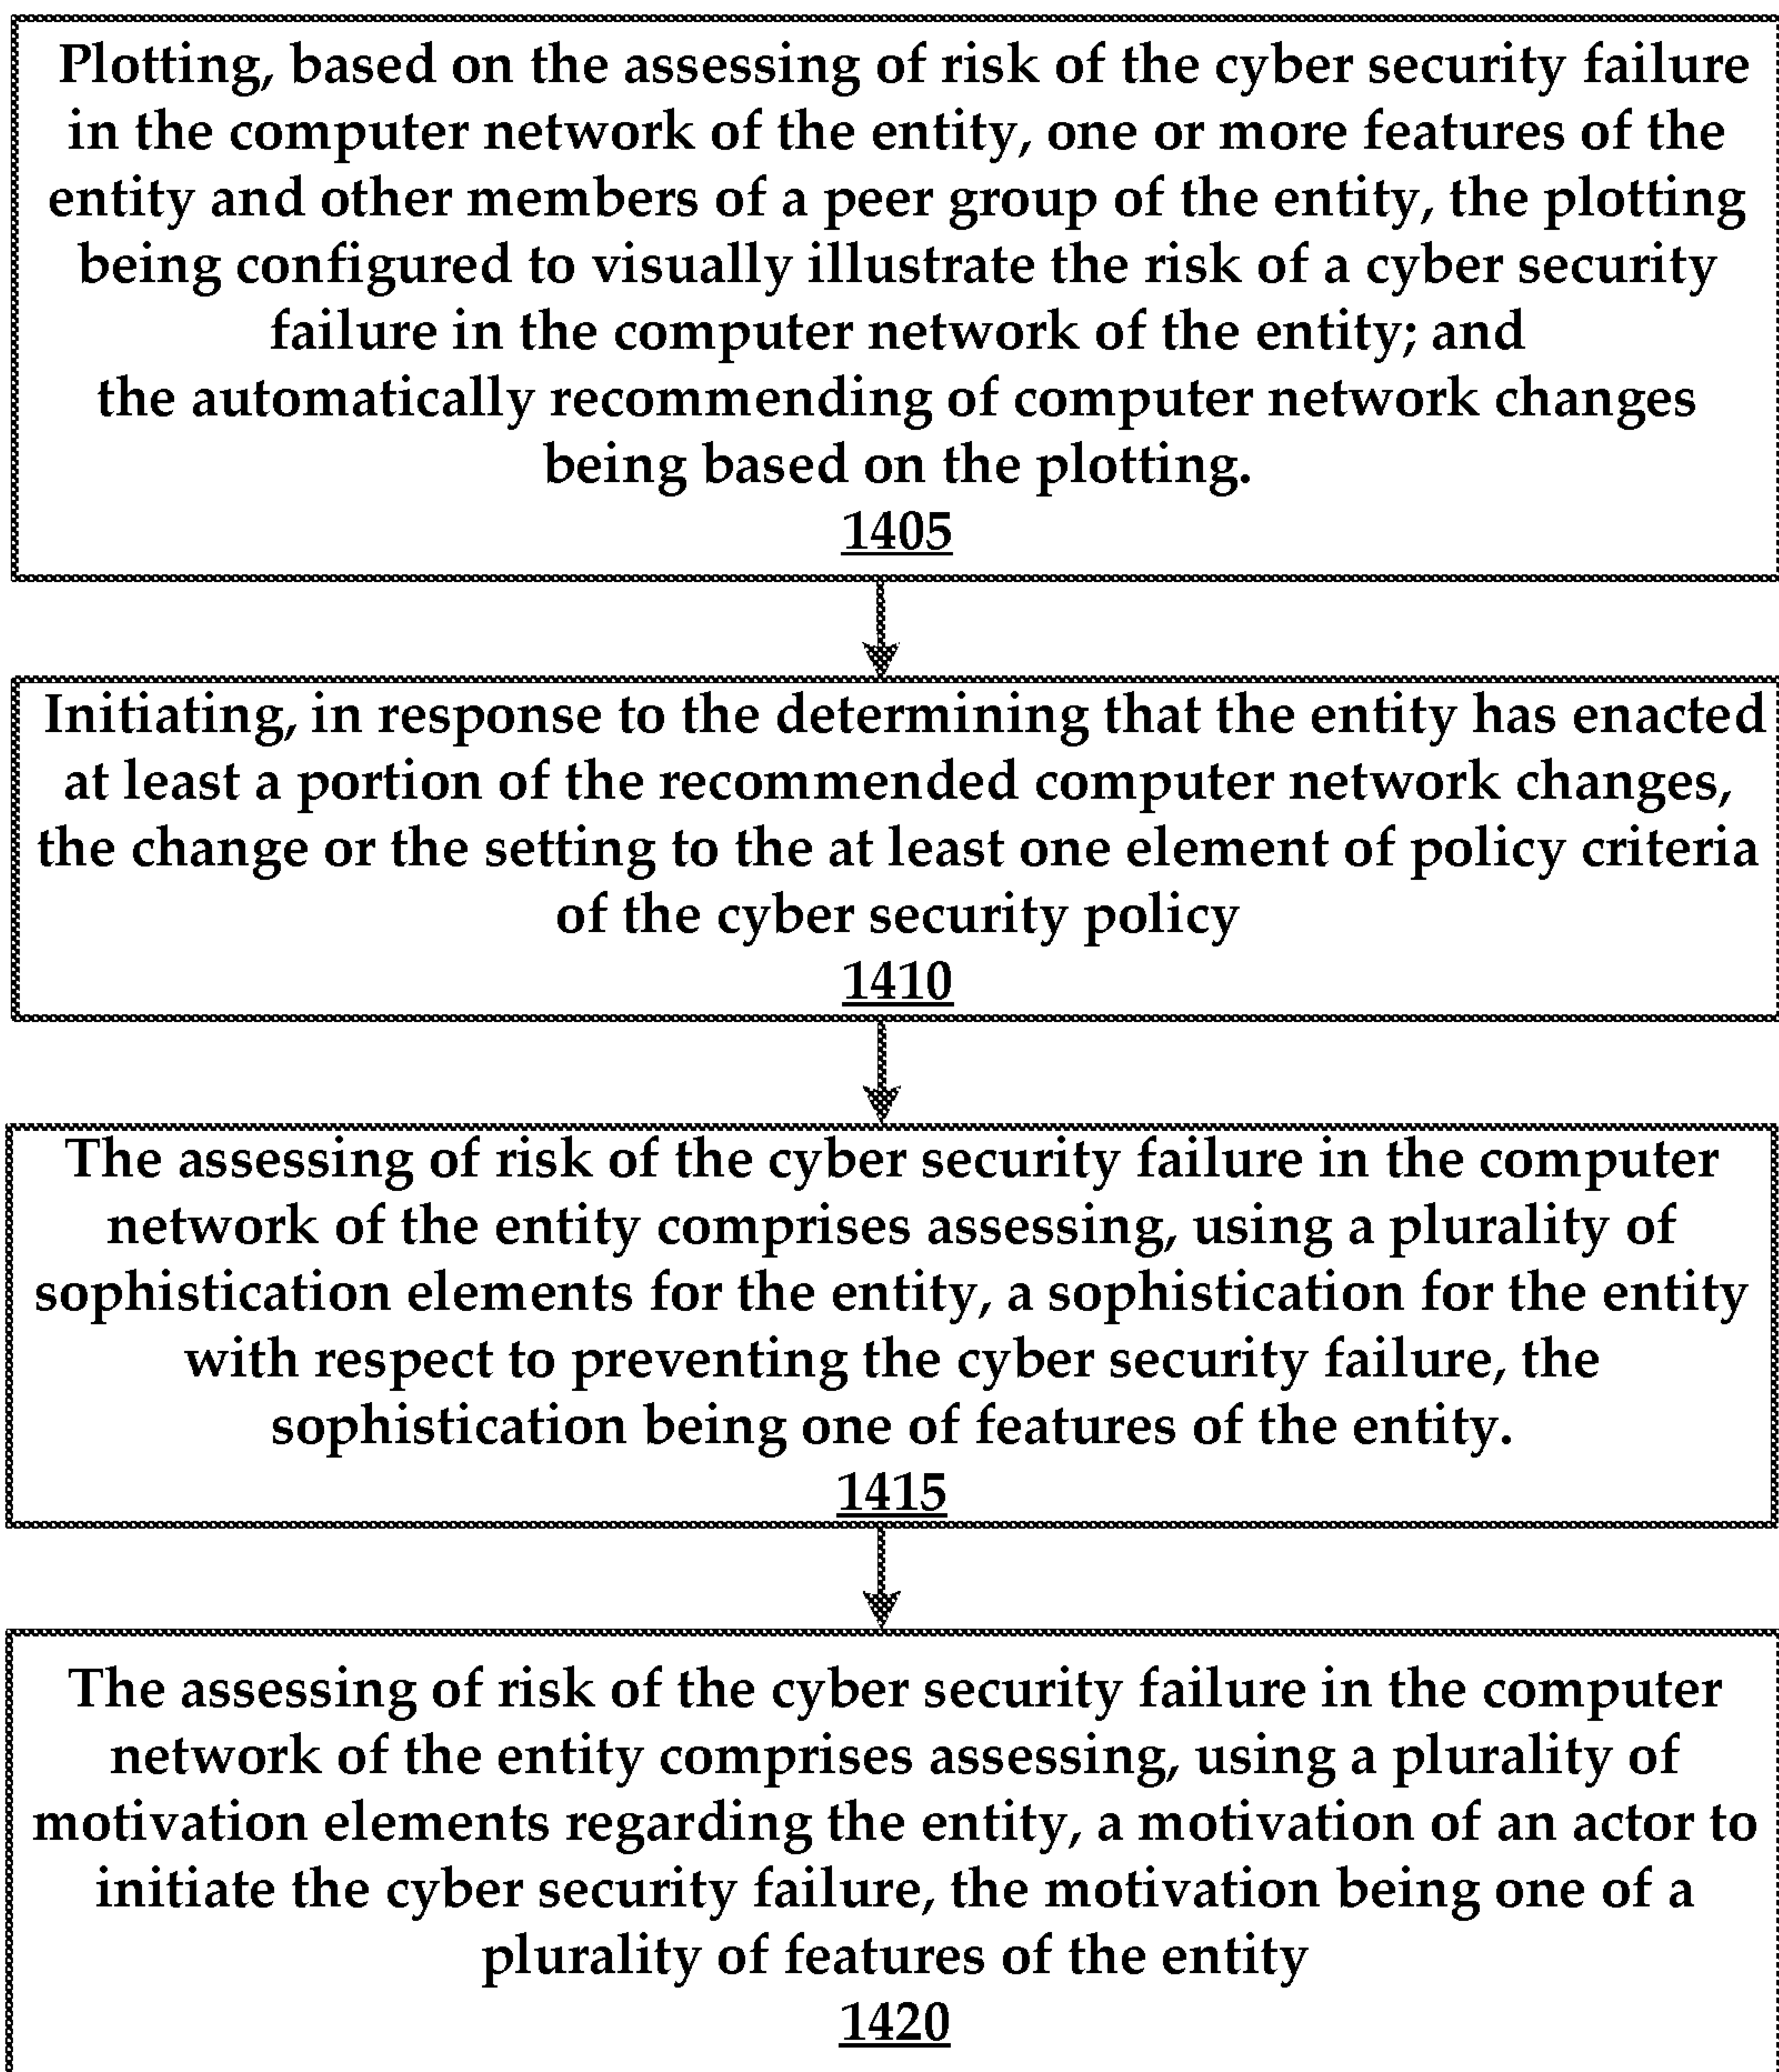 Plotting, based on the assessing of risk of the cyber security failure
in the computer network of the entity, one or more features of the
entity and other members of a peer group of the entity, the plotting
being configured to visually illustrate the risk of a cyber security
failure in the computer network of the entity; and
the automatically recommending of computer network changes
being based on the plotting.
1405
Initiating, in response to the determining that the entity has enacted
at least a portion of the recommended computer network changes,
the change or the setting to the at least one element of policy criteria
of the cyber security policy
1410
The assessing of risk of the cyber security failure in the computer
network of the entity comprises assessing, using a plurality of
sophistication elements for the entity, a sophistication for the entity
with respect to preventing the cyber security failure, the
sophistication being one of features of the entity.
1415
The assessing of risk of the cyber security failure in the computer
network of the entity comprises assessing, using a plurality of
motivation elements regarding the entity, a motivation of an actor to
initiate the cyber security failure, the motivation being one of a
plurality of features of the entity
1420